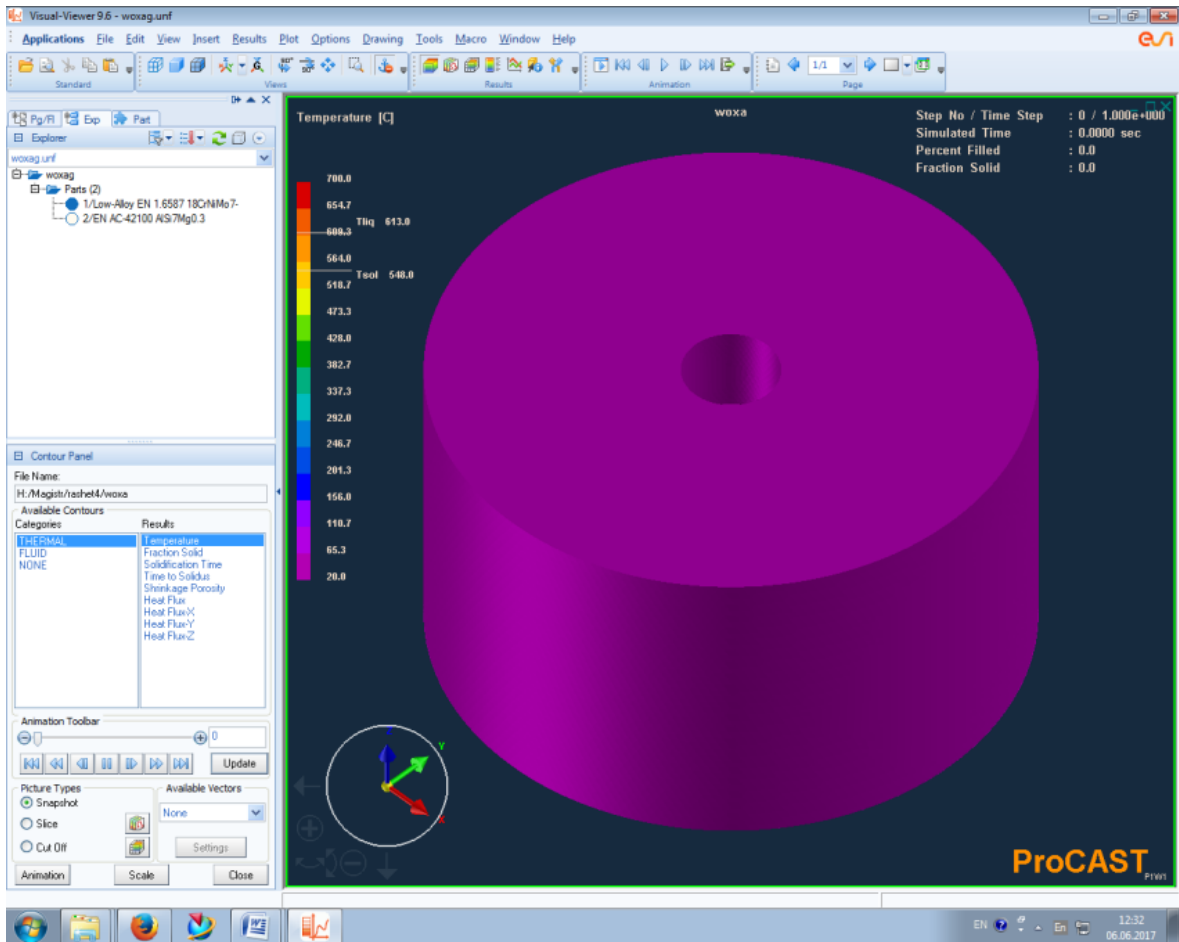 Visual-Viewer 9.6 - woxag.unf
Applications File Edit View Insert Results Plot Options Drawing Tools Macro Window Help
esi
1/1
Standard Views Results Animation Page
Pg/Fl Exp Part
Explorer
woxag.unf
woxag
Parts (2)
1/Low-Alloy EN 1.6587 18CrNiMo7-
2/EN AC-42100 AlSi7Mg0.3
Contour Panel
File Name:
H:/Magistr/rashet4/woxa
Available Contours
Categories Results
THERMAL
FLUID
NONE
Temperature
Fraction Solid
Solidification Time
Time to Solidus
Shrinkage Porosity
Heat Flux
Heat Flux-X
Heat Flux-Y
Heat Flux-Z
Animation Toolbar
0
Update
Picture Types
Snapshot
Slice
Cut Off
Available Vectors
None
Settings
Animation Scale Close
Temperature [C]
woxa
Step No / Time Step : 0 / 1.000e+000
Simulated Time : 0.0000 sec
Percent Filled : 0.0
Fraction Solid : 0.0
700.0
654.7
Tliq 613.0
609.3
564.0
Tsol 548.0
518.7
473.3
428.0
382.7
337.3
292.0
246.7
201.3
156.0
110.7
65.3
20.0
Z
Y
X
ProCAST
P1W1
EN
En
12:32
06.06.2017